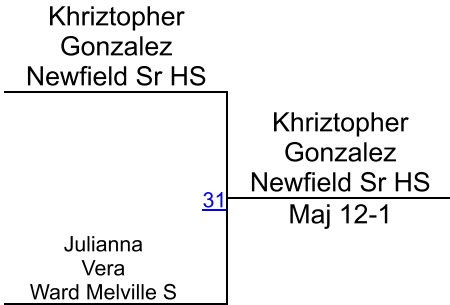 Khriztopher
Gonzalez
Newfield Sr HS
Khriztopher
Gonzalez
Newfield Sr HS
31
Maj 12-1
Julianna
Vera
Ward Melville S